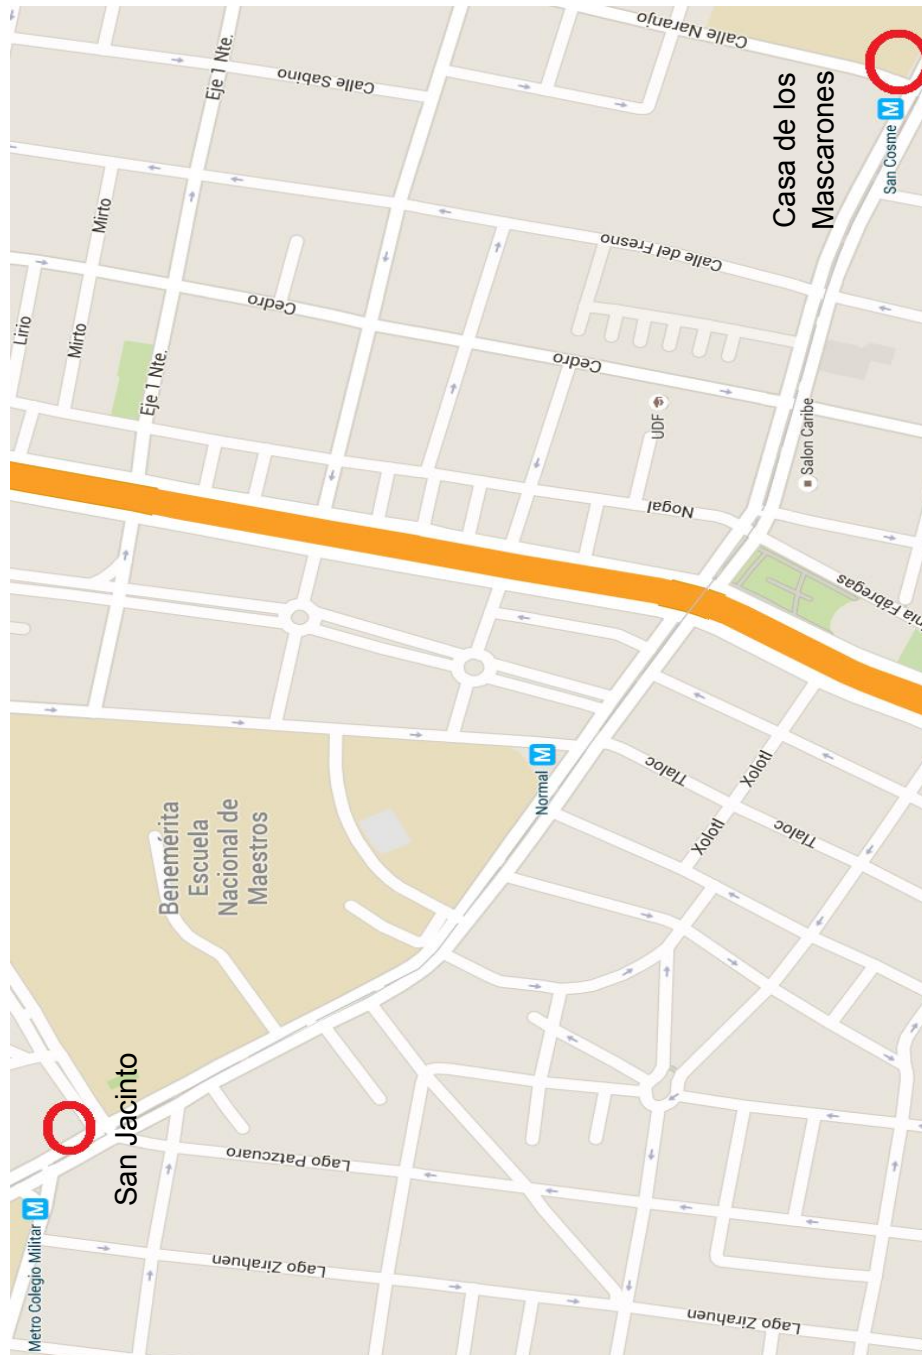 Calle Naranjo
Eje 1 Nte.
Calle Sabino
Casa de los
Mascarones
San Cosme
M
Mirto
Calle del Fresno
Cedro
Lirio
Mirto
Eje 1 Nte.
Cedro
UDF
Salon Caribe
Nogal
nia Fábregas
Normal
M
Tlaloc
Xolotl
Xolotl
Tlaloc
Benemérita
Escuela
Nacional de
Maestros
San Jacinto
Lago Patzcuaro
Metro Colegio Militar
M
Lago Zirahuen
Lago Zirahuen